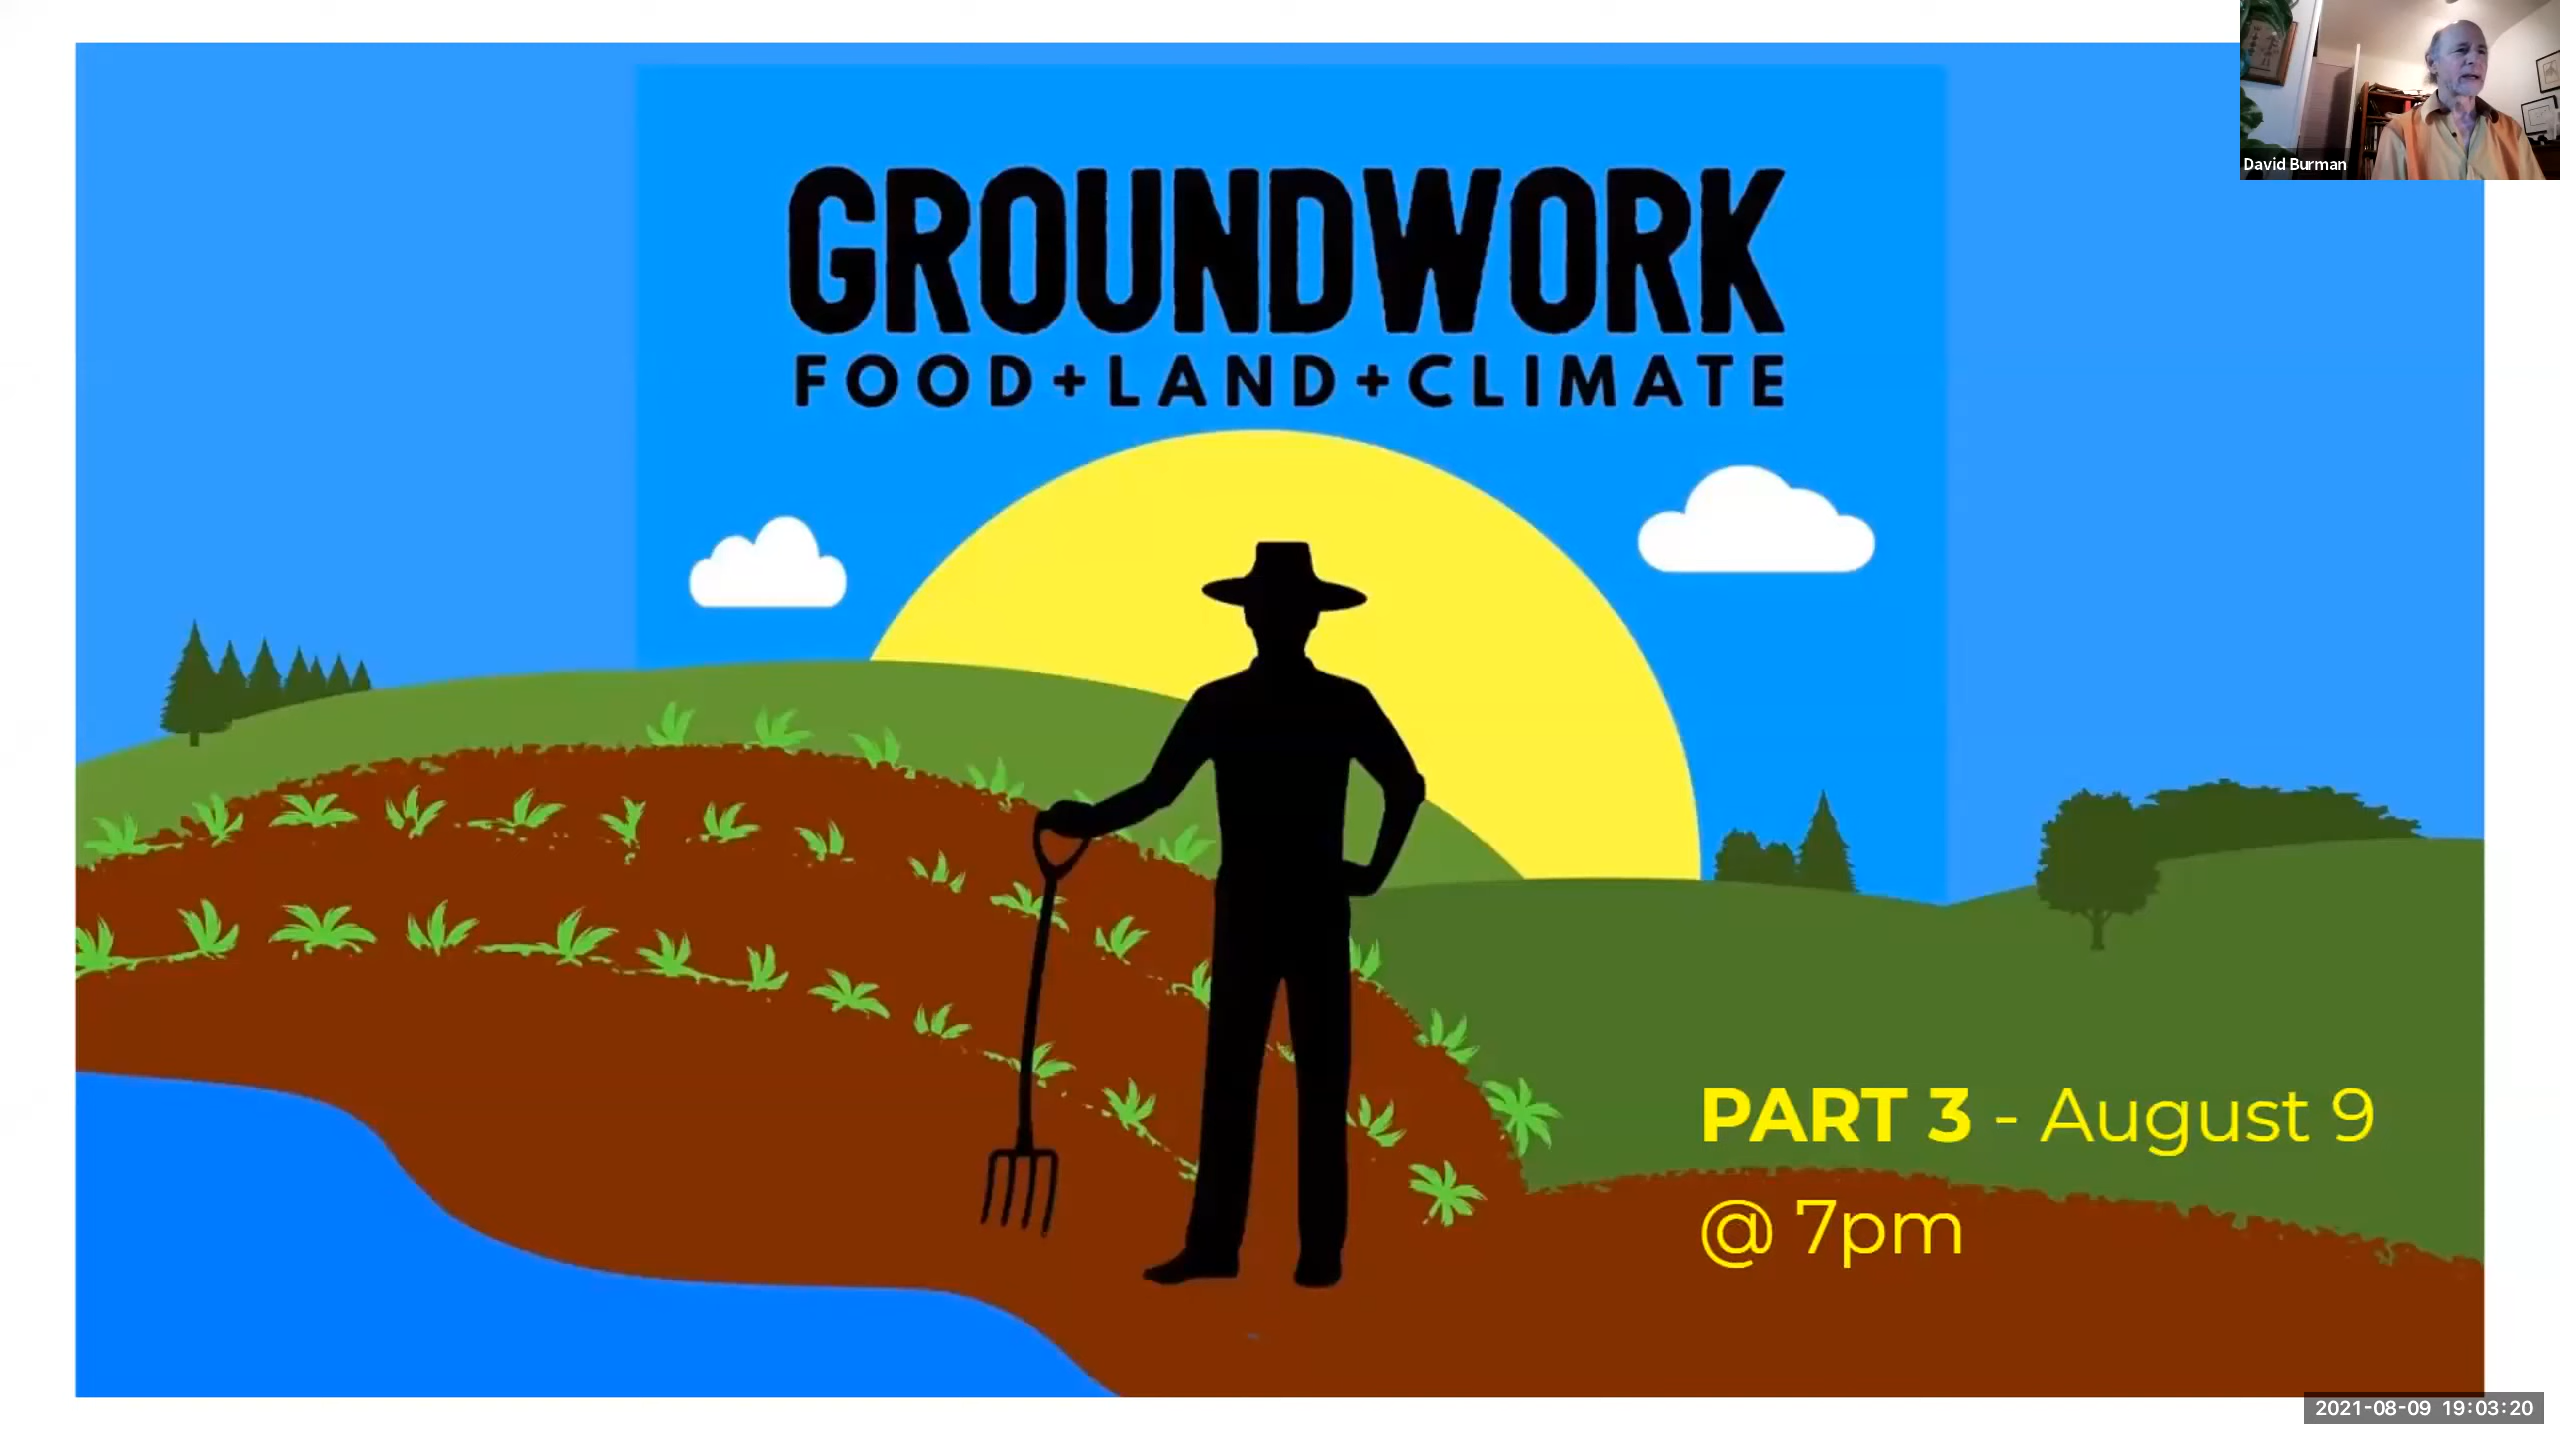 David Burman
GROUNDWORK
FOOD+LAND+CLIMATE
PART 3 - August 9
@ 7pm
2021-08-09 19:03:20